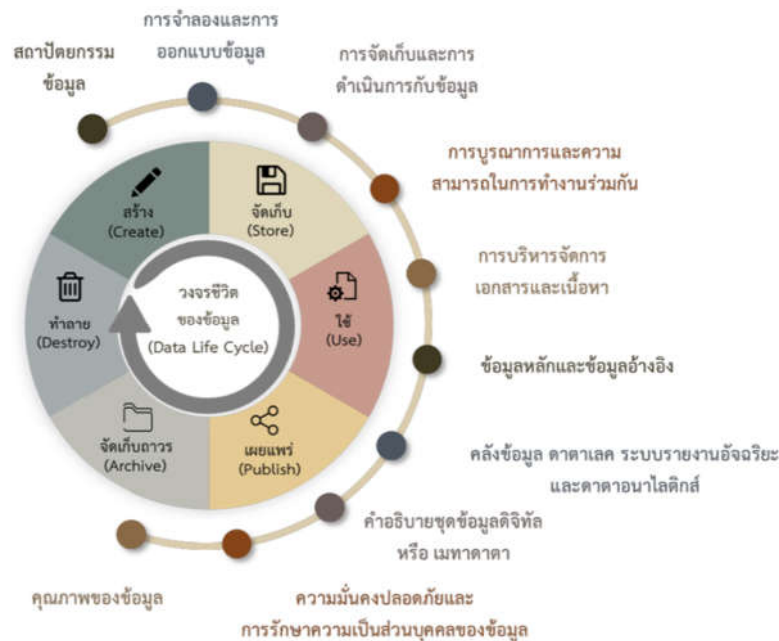 การจำลองและการ
ออกแบบข้อมูล
สถาปัตยกรรม
ข้อมูล
การจัดเก็บและการ
ดำเนินการกับข้อมูล
การบูรณาการและความ
สามารถในการทำงานร่วมกัน
การบริหารจัดการ
เอกสารและเนื้อหา
ข้อมูลหลักและข้อมูลอ้างอิง
คลังข้อมูล ดาตาเลค ระบบรายงานอัจฉริยะ
และดาตาอนาไลติกส์
คำอธิบายชุดข้อมูลดิจิทัล
หรือ เมทาดาตา
ความมั่นคงปลอดภัยและ
การรักษาความเป็นส่วนบุคคลของข้อมูล
คุณภาพของข้อมูล
สร้าง
(Create)
จัดเก็บ
(Store)
ใช้
(Use)
เผยแพร่
(Publish)
จัดเก็บถาวร
(Archive)
ทำลาย
(Destroy)
วงจรชีวิต
ของข้อมูล
(Data Life Cycle)